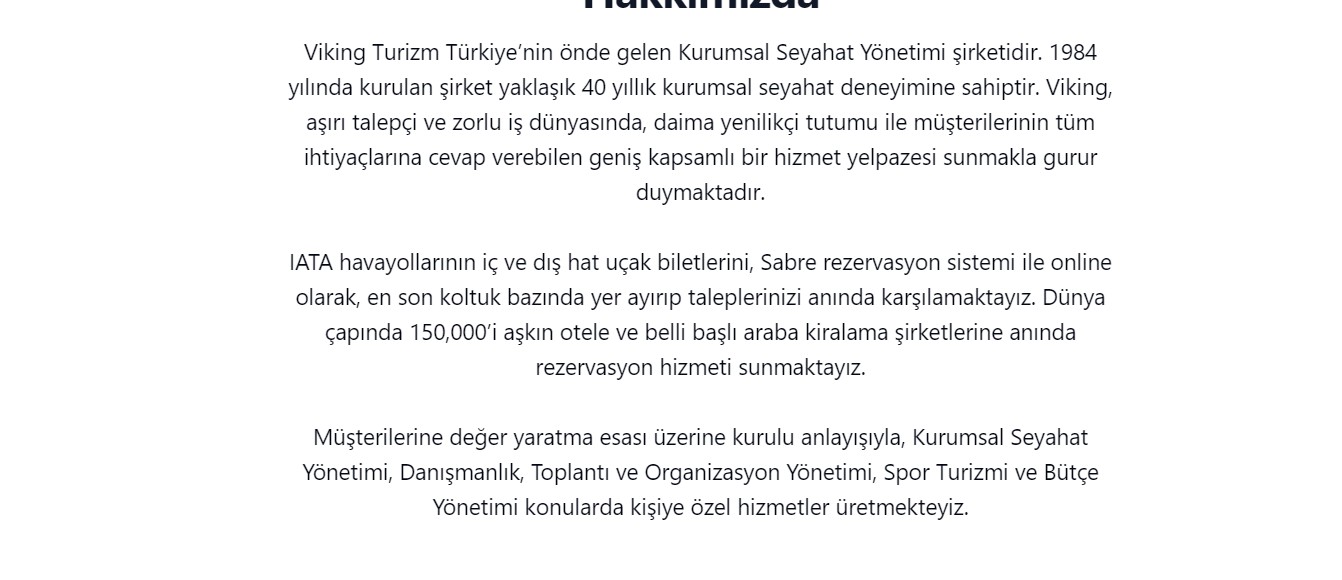 Hakkımızda
Viking Turizm Türkiye’nin önde gelen Kurumsal Seyahat Yönetimi şirketidir. 1984
yılında kurulan şirket yaklaşık 40 yıllık kurumsal seyahat deneyimine sahiptir. Viking,
aşırı talepçi ve zorlu iş dünyasında, daima yenilikçi tutumu ile müşterilerinin tüm
ihtiyaçlarına cevap verebilen geniş kapsamlı bir hizmet yelpazesi sunmakla gurur
duymaktadır.
IATA havayollarının iç ve dış hat uçak biletlerini, Sabre rezervasyon sistemi ile online
olarak, en son koltuk bazında yer ayırıp taleplerinizi anında karşılamaktayız. Dünya
çapında 150,000’i aşkın otele ve belli başlı araba kiralama şirketlerine anında
rezervasyon hizmeti sunmaktayız.
Müşterilerine değer yaratma esası üzerine kurulu anlayışıyla, Kurumsal Seyahat
Yönetimi, Danışmanlık, Toplantı ve Organizasyon Yönetimi, Spor Turizmi ve Bütçe
Yönetimi konularda kişiye özel hizmetler üretmekteyiz.